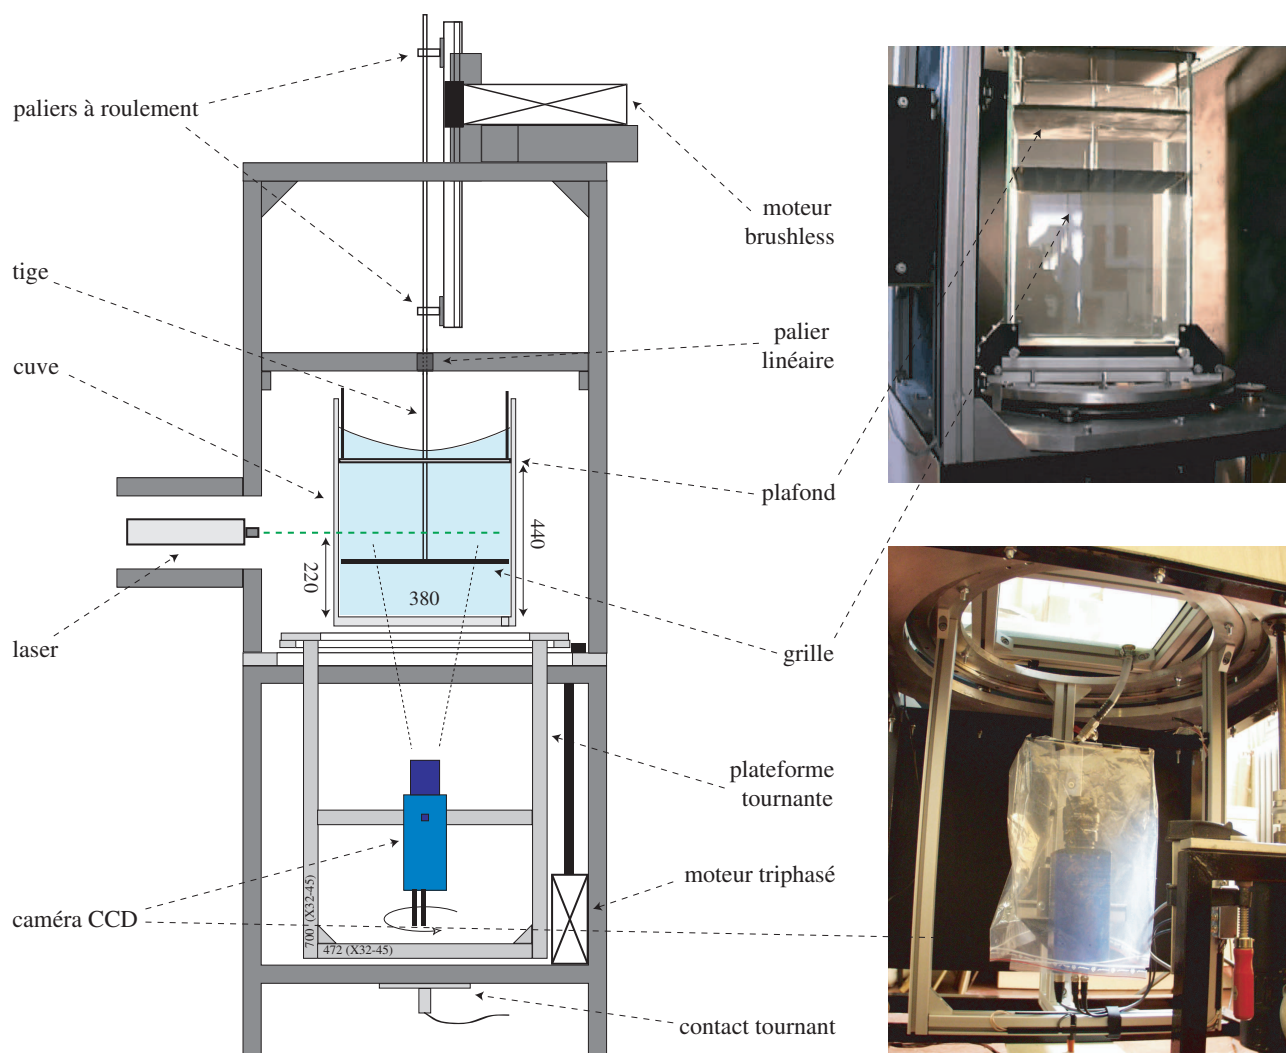 paliers à roulement
moteur
brushless
tige
palier
linéaire
cuve
plafond
440
220
380
laser
grille
plateforme
tournante
moteur triphasé
caméra CCD
700 (X32-45)
472 (X32-45)
contact tournant